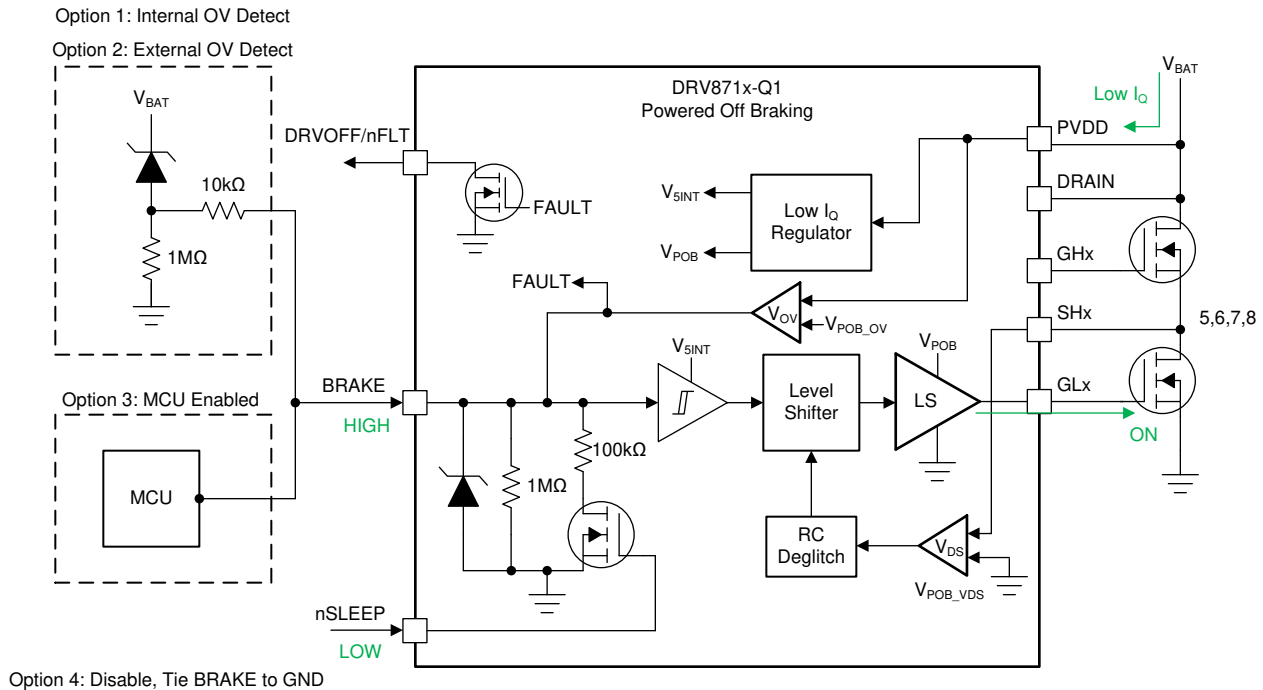 Option 1: Internal OV Detect
Option 2: External OV Detect
VBAT
10kΩ
1MΩ
Option 3: MCU Enabled
MCU
Option 4: Disable, Tie BRAKE to GND
DRV871x-Q1
Powered Off Braking
DRVOFF/nFLT
FAULT
V5INT
VPOB
Low IQ
Regulator
FAULT
VOV
VPOB_OV
BRAKE
HIGH
V5INT
Level
Shifter
VPOB
LS
100kΩ
1MΩ
RC
Deglitch
VDS
VPOB_VDS
nSLEEP
LOW
VBAT
Low IQ
PVDD
DRAIN
GHx
SHx
5,6,7,8
GLx
ON